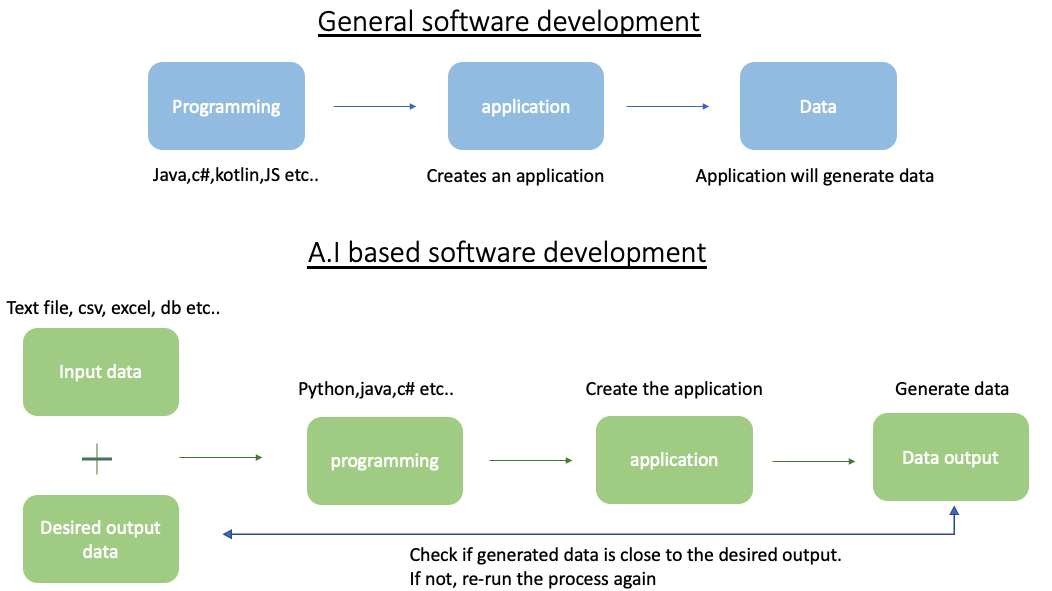 General software development
Programming
application
Data
Java,c#,kotlin,JS etc..
Creates an application
Application will generate data
A.I based software development
Text file, csv, excel, db etc..
Input data
Python,java,c# etc..
Create the application
Generate data
programming
application
Data output
Desired output
data
Check if generated data is close to the desired output.
If not, re-run the process again